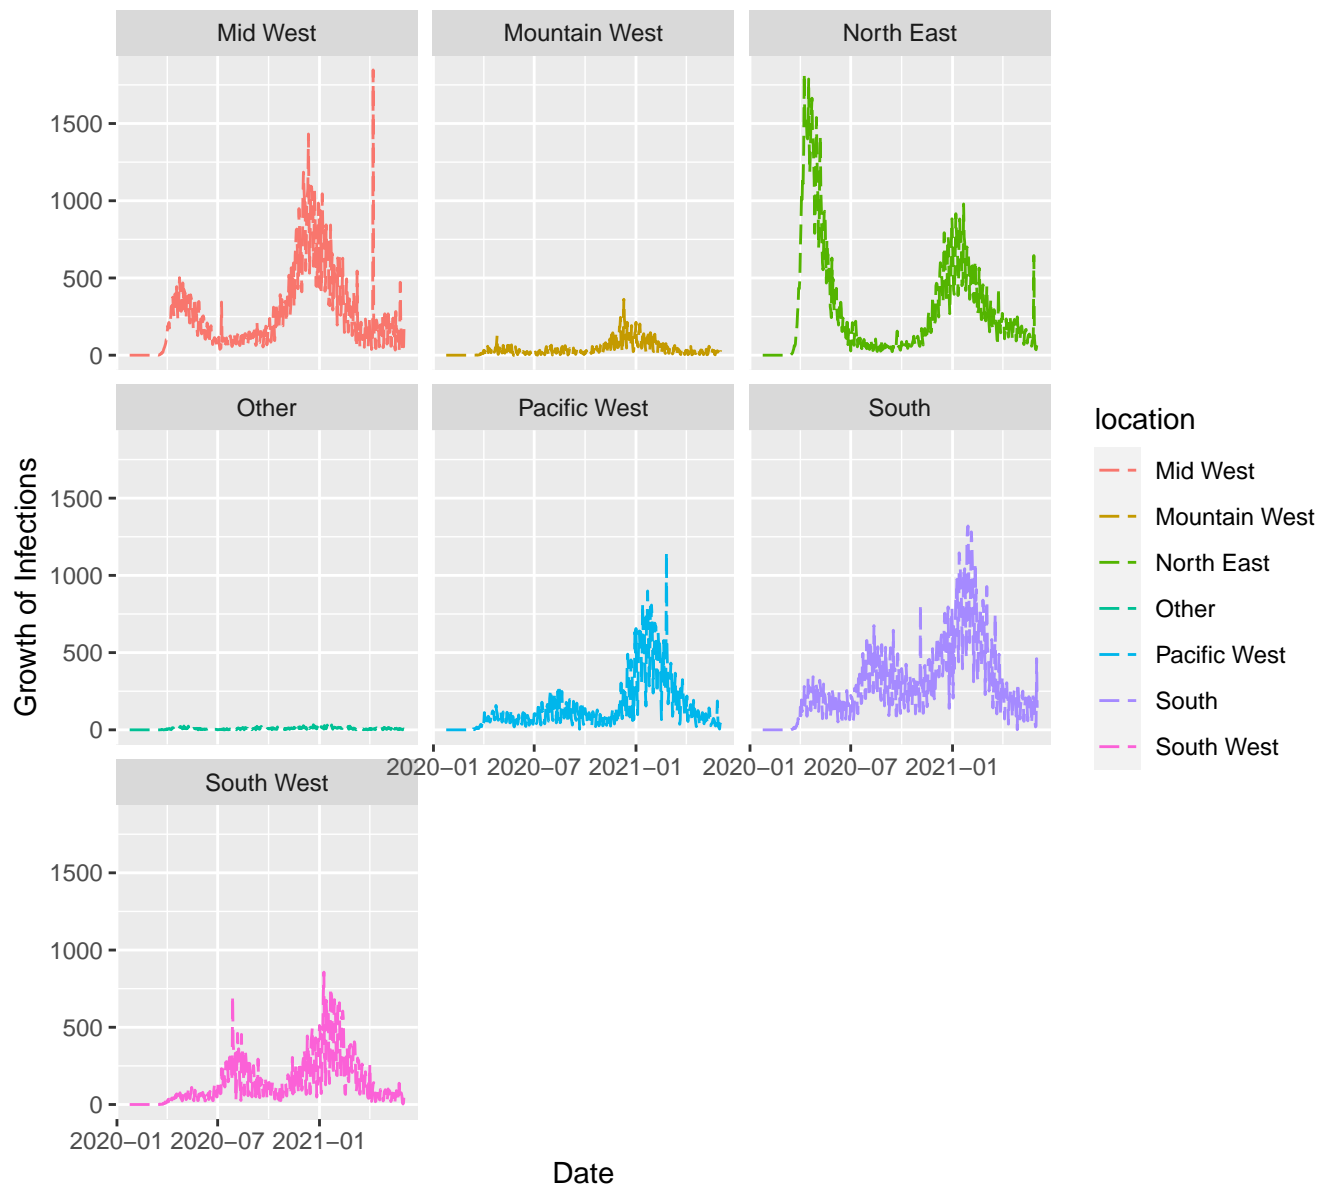 Mid West
Mountain West
North East
1500
1000
500
0
Other
Pacific West
South
1500
1000
500
0
2020−01 2020−07 2021−01
2020−01 2020−07 2021−01
South West
1500
1000
500
0
2020−01 2020−07 2021−01
Growth of Infections
Date
location
Mid West
Mountain West
North East
Other
Pacific West
South
South West